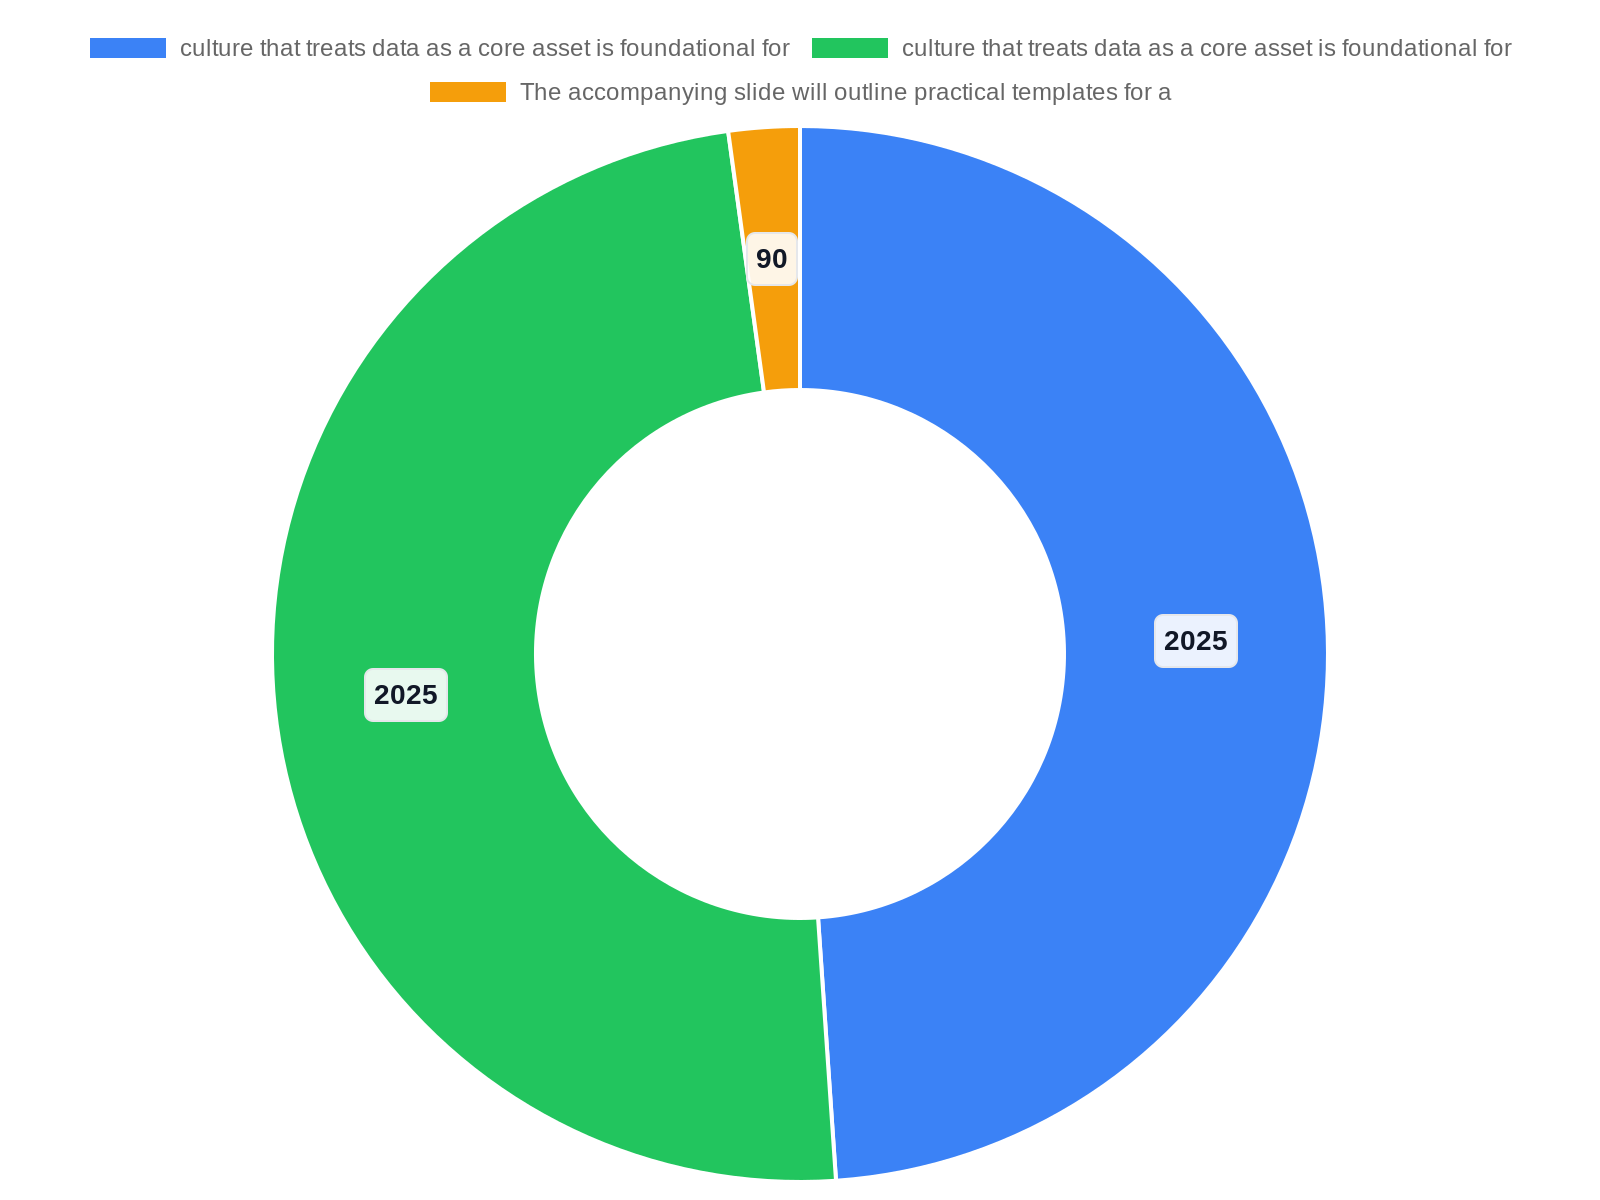 culture that treats data as a core asset is foundational for culture that treats data as a core asset is foundational for
The accompanying slide will outline practical templates for a
90
2025
2025